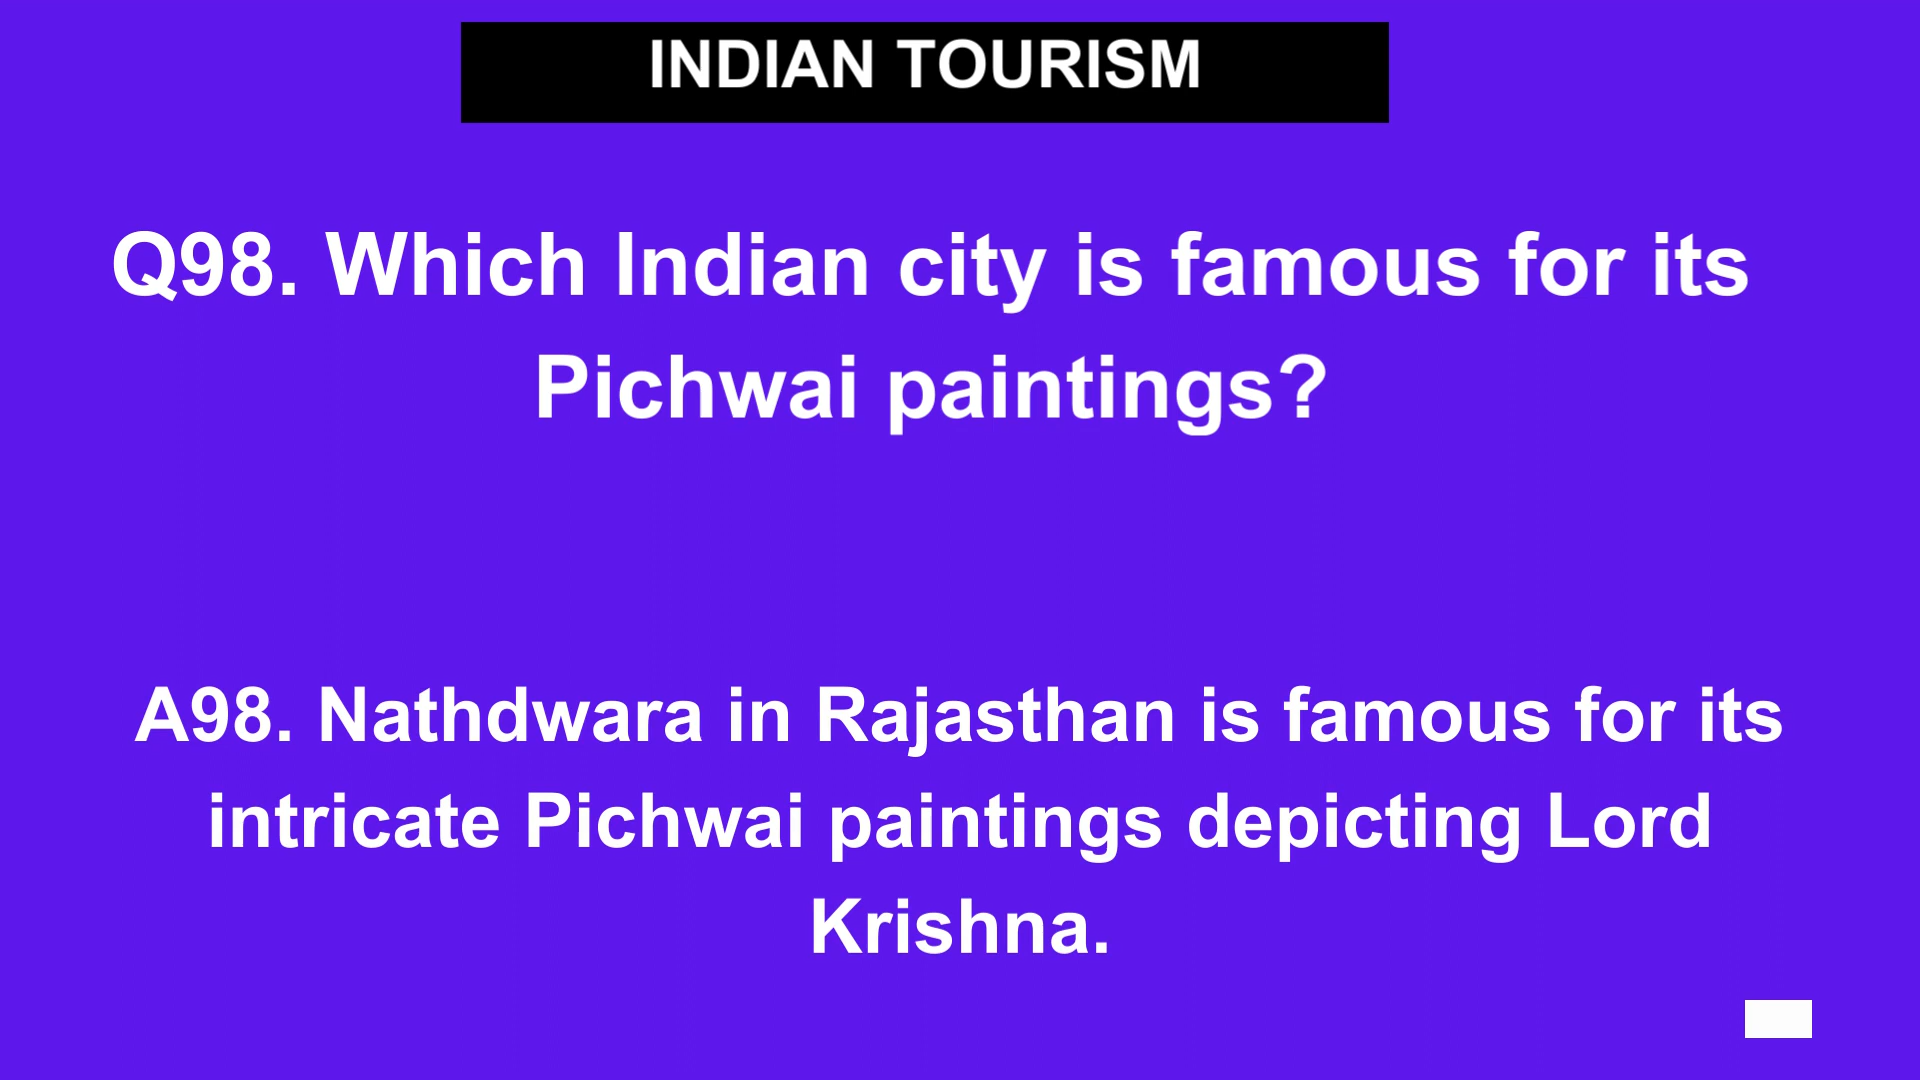 INDIAN TOURISM
Q98. Which Indian city is famous for its
Pichwai paintings?
A98. Nathdwara in Rajasthan is famous for its
intricate Pichwai paintings depicting Lord
Krishna.